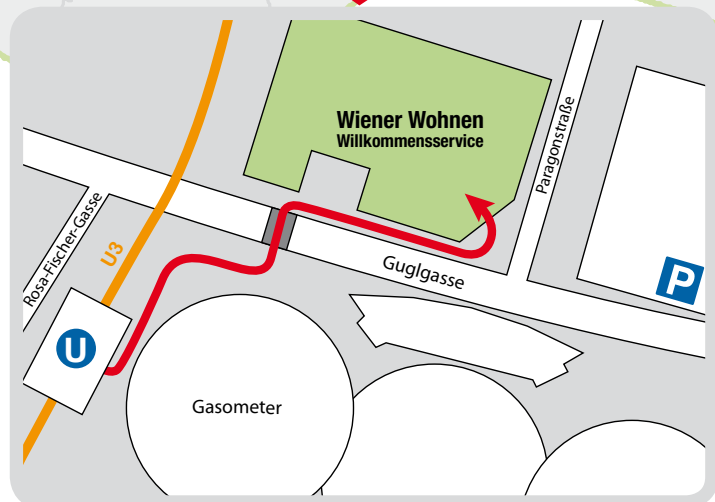 Wiener Wohnen
Willkommensservice
Paragonstraße
Rosa-Fischer-Gasse
U3
Guglgasse
P
U
Gasometer